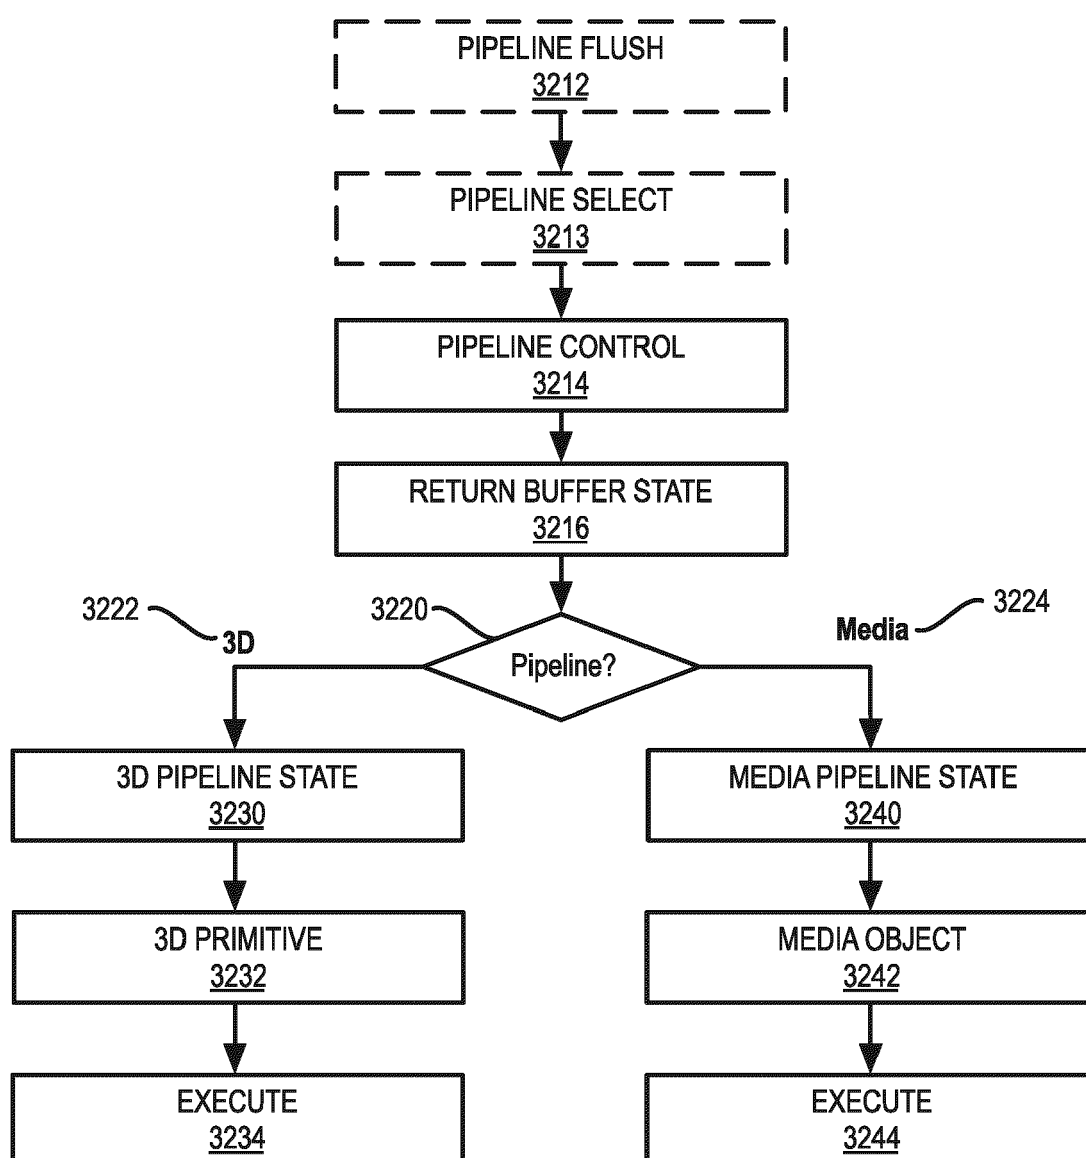 PIPELINE FLUSH
3212
PIPELINE SELECT
3213
PIPELINE CONTROL
3214
RETURN BUFFER STATE
3216
3222
3220
3224
3D
Media
Pipeline?
3D PIPELINE STATE
3230
MEDIA PIPELINE STATE
3240
3D PRIMITIVE
3232
MEDIA OBJECT
3242
EXECUTE
3234
EXECUTE
3244